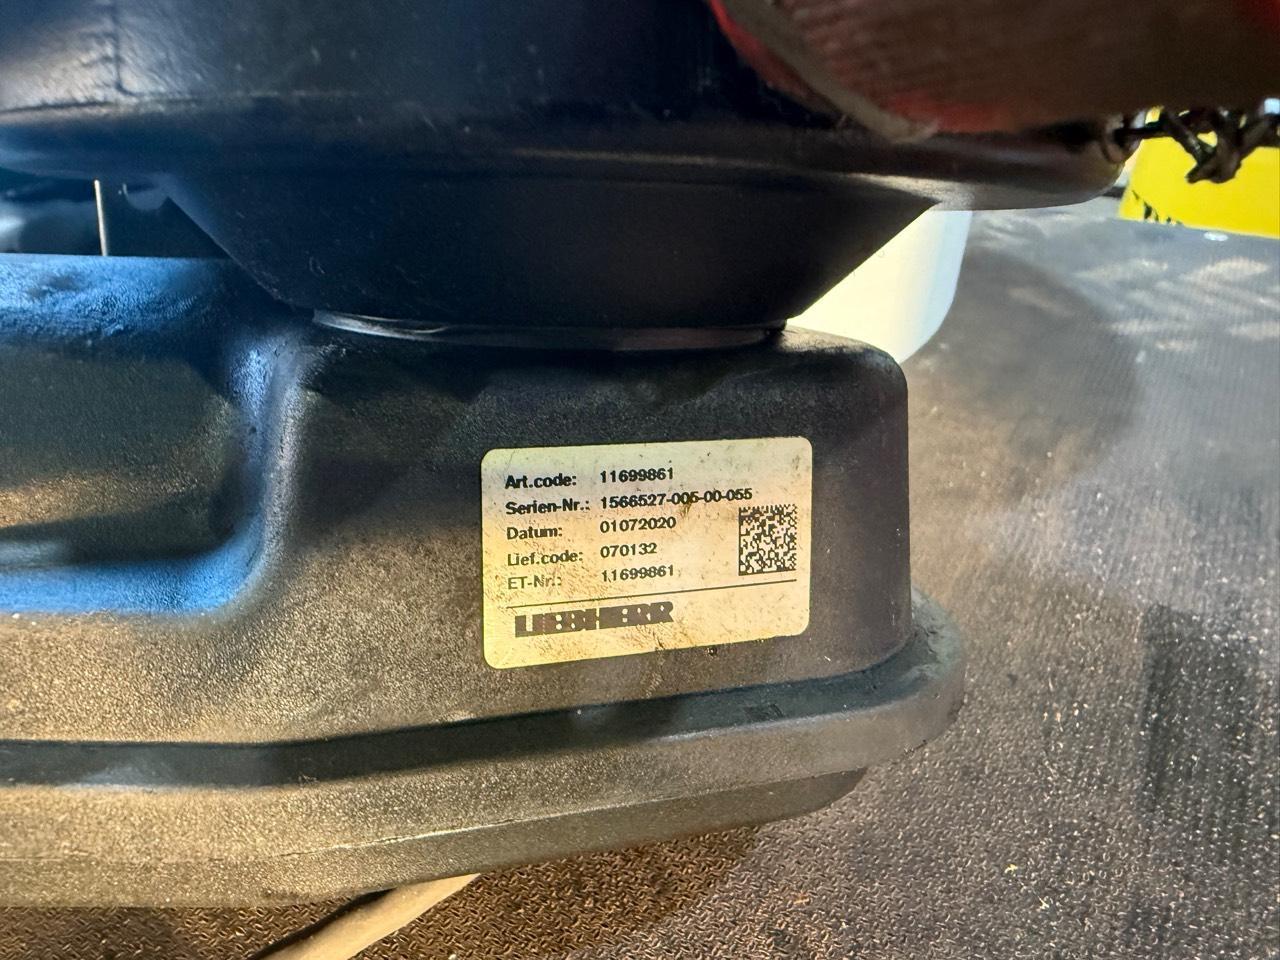 Art.code: 11699861
Serien-Nr.: 1566527-005-00-055
Datum: 01072020
Lief.code: 070132
ET-Nr.: 11699861
LIEBHERR